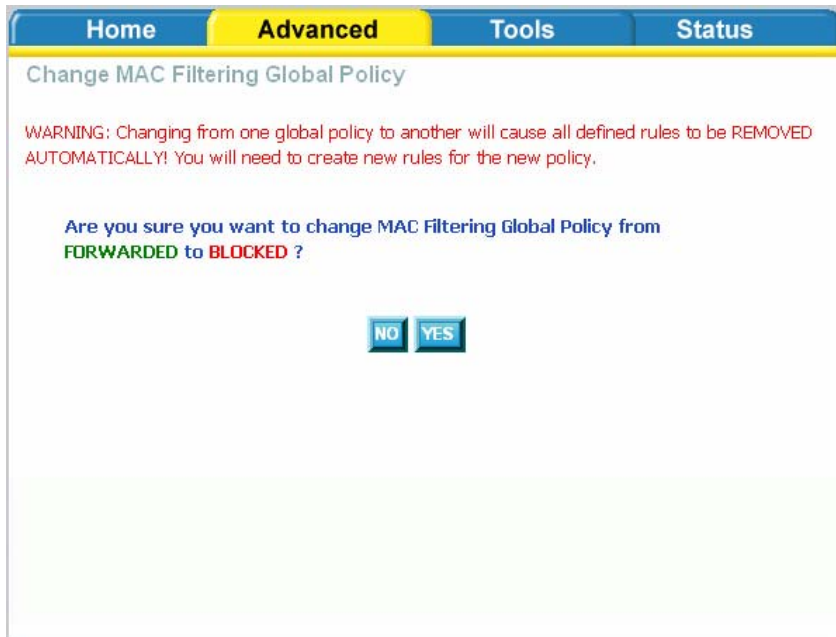 Home Advanced Tools Status
Change MAC Filtering Global Policy
WARNING: Changing from one global policy to another will cause all defined rules to be REMOVED
AUTOMATICALLY! You will need to create new rules for the new policy.
Are you sure you want to change MAC Filtering Global Policy from
FORWARDED to BLOCKED ?
NO YES